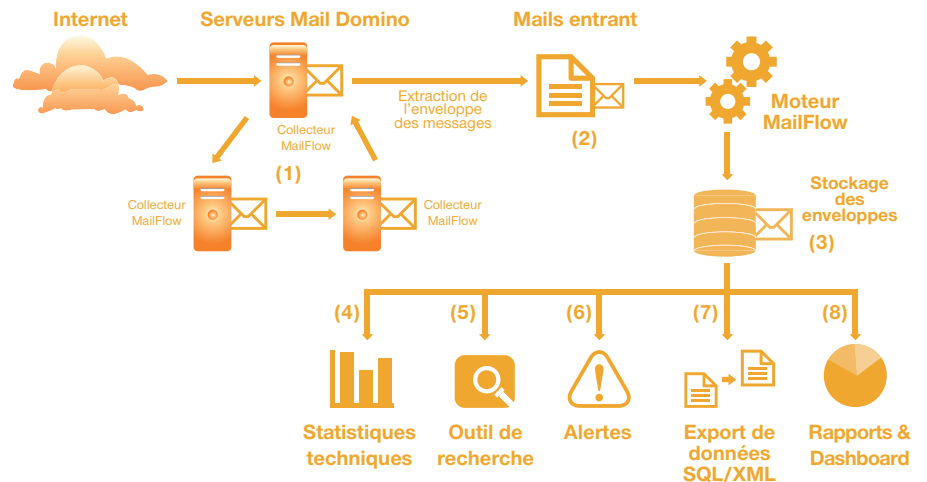 Internet
Serveurs Mail Domino
Mails entrant
Extraction de
l'enveloppe
des messages
Moteur
MailFlow
Collecteur
MailFlow
(1)
(2)
Collecteur
MailFlow
Collecteur
MailFlow
Stockage
des
enveloppes
(3)
(4)
(5)
(6)
(7)
(8)
Statistiques
techniques
Outil de
recherche
Alertes
Export de
données
SQL/XML
Rapports &
Dashboard